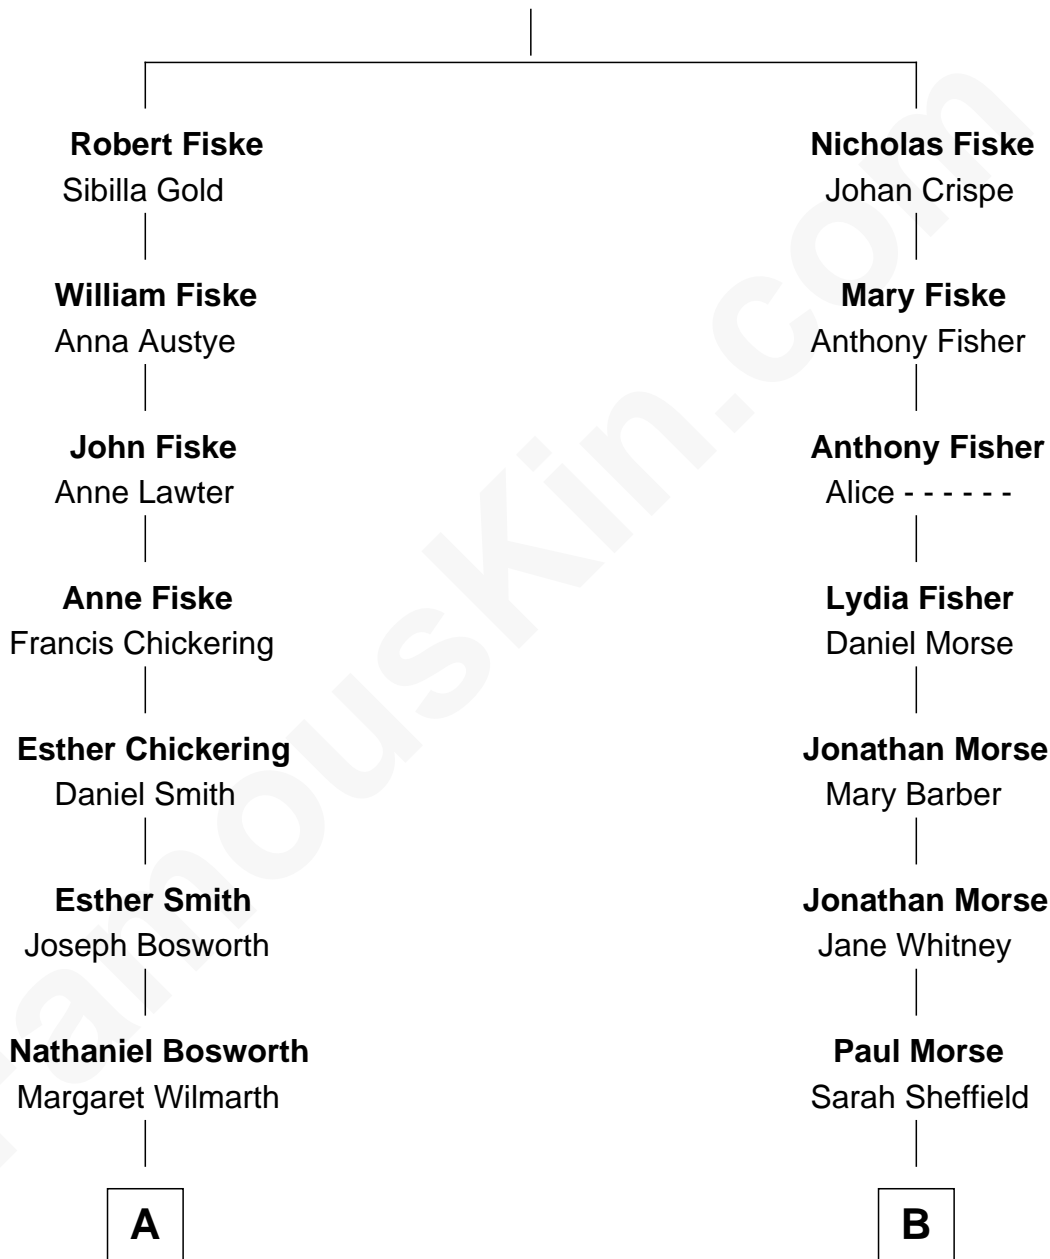 Robert Fiske
Sibilla Gold
William Fiske
Anna Austye
John Fiske
Anne Lawter
Anne Fiske
Francis Chickering
Esther Chickering
Daniel Smith
Esther Smith
Joseph Bosworth
Nathaniel Bosworth
Margaret Wilmarth
A
Nicholas Fiske
Johan Crispe
Mary Fiske
Anthony Fisher
Anthony Fisher
Alice - - - - - -
Lydia Fisher
Daniel Morse
Jonathan Morse
Mary Barber
Jonathan Morse
Jane Whitney
Paul Morse
Sarah Sheffield
B
FamousKin.com